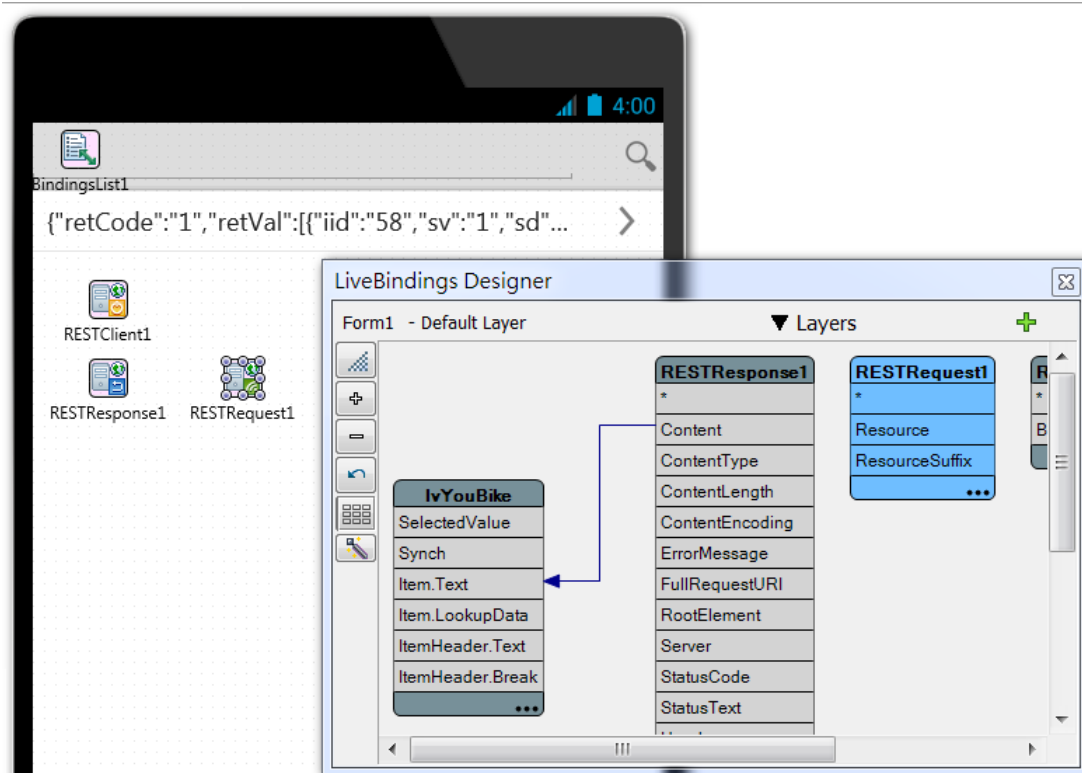 4:00
BindingsList1
{"retCode":"1","retVal":[{"iid":"58","sv":"1","sd"...
RESTClient1
RESTResponse1 RESTRequest1
LiveBindings Designer
Form1 - Default Layer
Layers
lvYouBike
SelectedValue
Synch
Item.Text
Item.LookupData
ItemHeader.Text
ItemHeader.Break
RESTResponse1
*
Content
ContentType
ContentLength
ContentEncoding
ErrorMessage
FullRequestURI
RootElement
Server
StatusCode
StatusText
RESTRequest1
*
Resource
ResourceSuffix
R
*
B